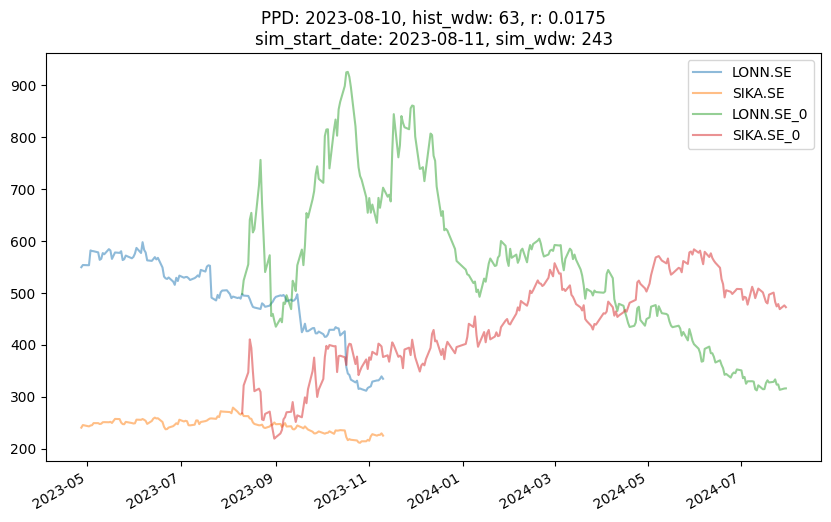 PPD: 2023-08-10, hist_wdw: 63, r: 0.0175
sim_start_date: 2023-08-11, sim_wdw: 243
LONN.SE
SIKA.SE
LONN.SE_0
SIKA.SE_0
900
800
700
600
500
400
300
200
2023-05
2023-07
2023-09
2023-11
2024-01
2024-03
2024-05
2024-07